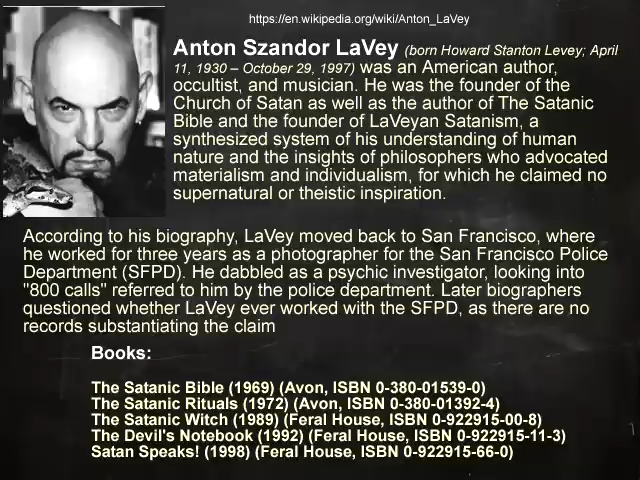 https://en.wikipedia.org/wiki/Anton_LaVey
Anton Szandor LaVey (born Howard Stanton Levey; April
11, 1930 – October 29, 1997) was an American author,
occultist, and musician. He was the founder of the
Church of Satan as well as the author of The Satanic
Bible and the founder of LaVeyan Satanism, a
synthesized system of his understanding of human
nature and the insights of philosophers who advocated
materialism and individualism, for which he claimed no
supernatural or theistic inspiration.
According to his biography, LaVey moved back to San Francisco, where
he worked for three years as a photographer for the San Francisco Police
Department (SFPD). He dabbled as a psychic investigator, looking into
"800 calls" referred to him by the police department. Later biographers
questioned whether LaVey ever worked with the SFPD, as there are no
records substantiating the claim
Books:
The Satanic Bible (1969) (Avon, ISBN 0-380-01539-0)
The Satanic Rituals (1972) (Avon, ISBN 0-380-01392-4)
The Satanic Witch (1989) (Feral House, ISBN 0-922915-00-8)
The Devil's Notebook (1992) (Feral House, ISBN 0-922915-11-3)
Satan Speaks! (1998) (Feral House, ISBN 0-922915-66-0)